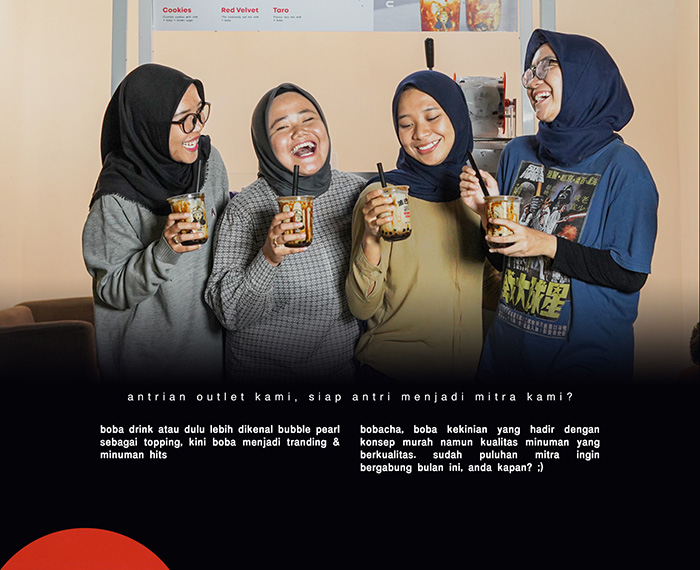 Cookies
Red Velvet
Taro
antrian outlet kami, siap antri menjadi mitra kami?
boba drink atau dulu lebih dikenal bubble pearl
sebagai topping, kini boba menjadi tranding &
minuman hits
bobacha, boba kekinian yang hadir dengan
konsep murah namun kualitas minuman yang
berkualitas. sudah puluhan mitra ingin
bergabung bulan ini, anda kapan? ;)